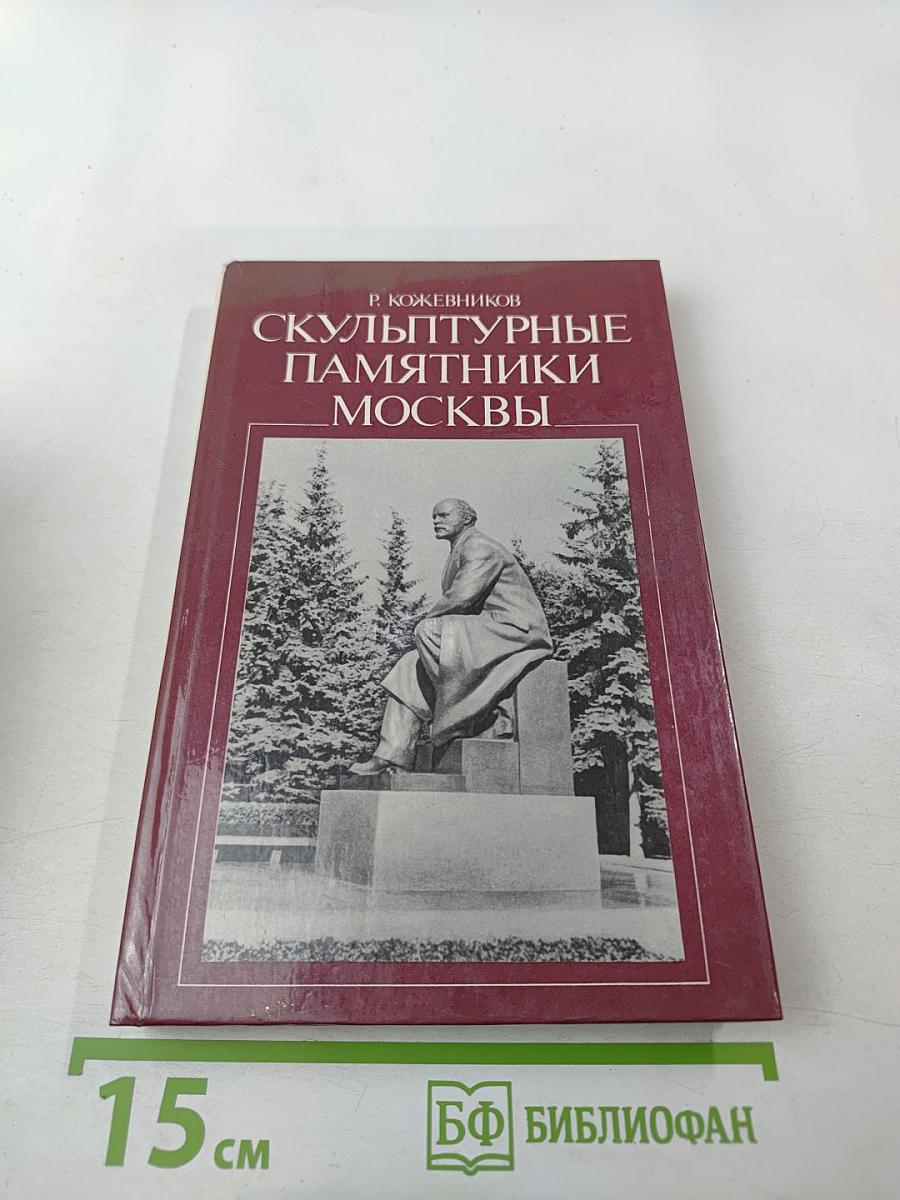 Р. КОЖЕВНИКОВ
СКУЛЬПТУРНЫЕ
ПАМЯТНИКИ
МОСКВЫ
15 см
БФ БИБЛИОФАН